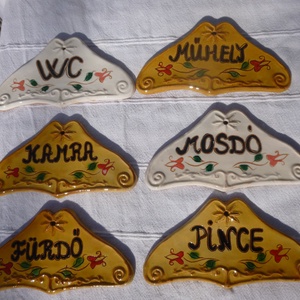 WC
MŰHELY
KAMRA
MOSDÓ
FÜRDŐ
PINCE